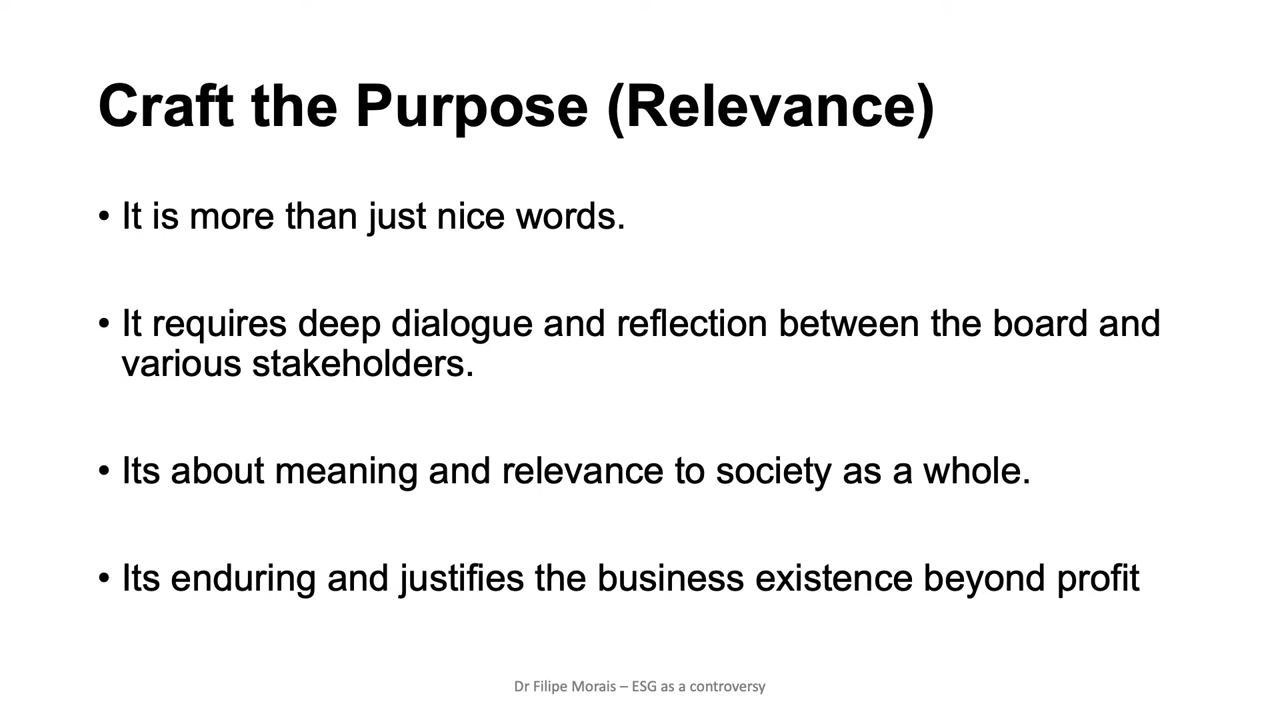 Craft the Purpose (Relevance)
• It is more than just nice words.
• It requires deep dialogue and reflection between the board and
various stakeholders.
• Its about meaning and relevance to society as a whole.
• Its enduring and justifies the business existence beyond profit
Dr Filipe Morais – ESG as a controversy